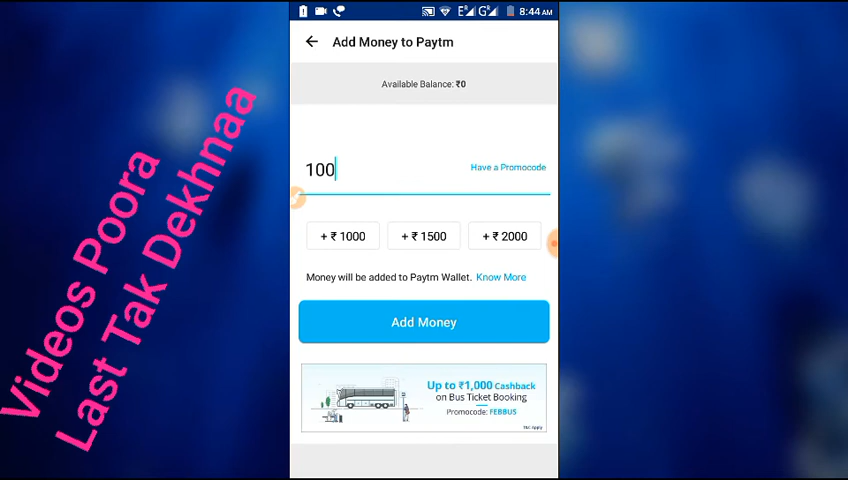 8:44 AM
Add Money to Paytm
Available Balance: ₹0
100
Have a Promocode
+ ₹ 1000
+ ₹ 1500
+ ₹ 2000
Money will be added to Paytm Wallet. Know More
Add Money
Up to ₹1,000 Cashback
on Bus Ticket Booking
Promocode: FEBBUS
Videos Poora
Last Tak Dekhnaa